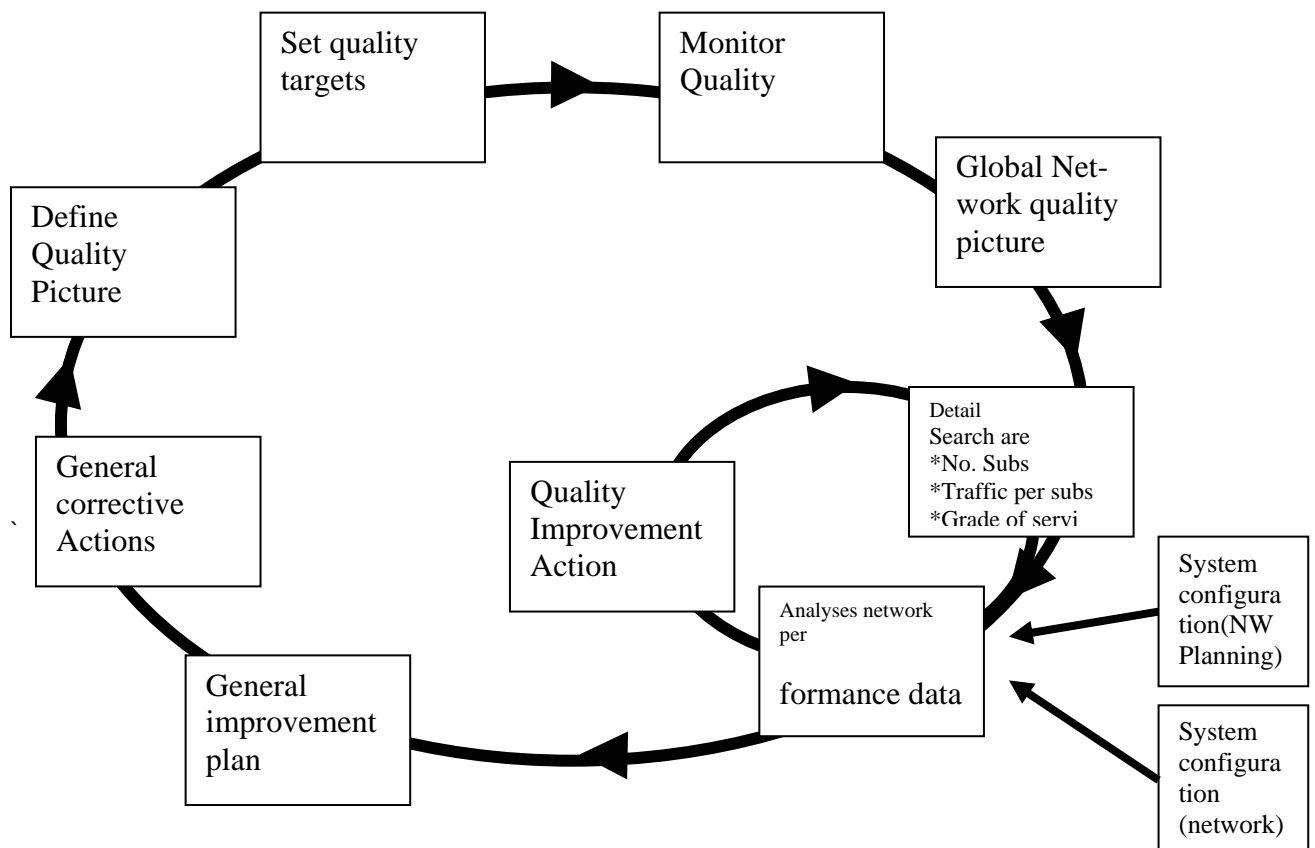 Set quality
targets
Monitor
Quality
Global Net-
work quality
picture
Define
Quality
Picture
Detail
Search are
*No. Subs
*Traffic per subs
*Grade of servi
General
corrective
Actions
`
Quality
Improvement
Action
System
configura
tion(NW
Planning)
Analyses network
per
formance data
General
improvement
plan
System
configura
tion
(network)